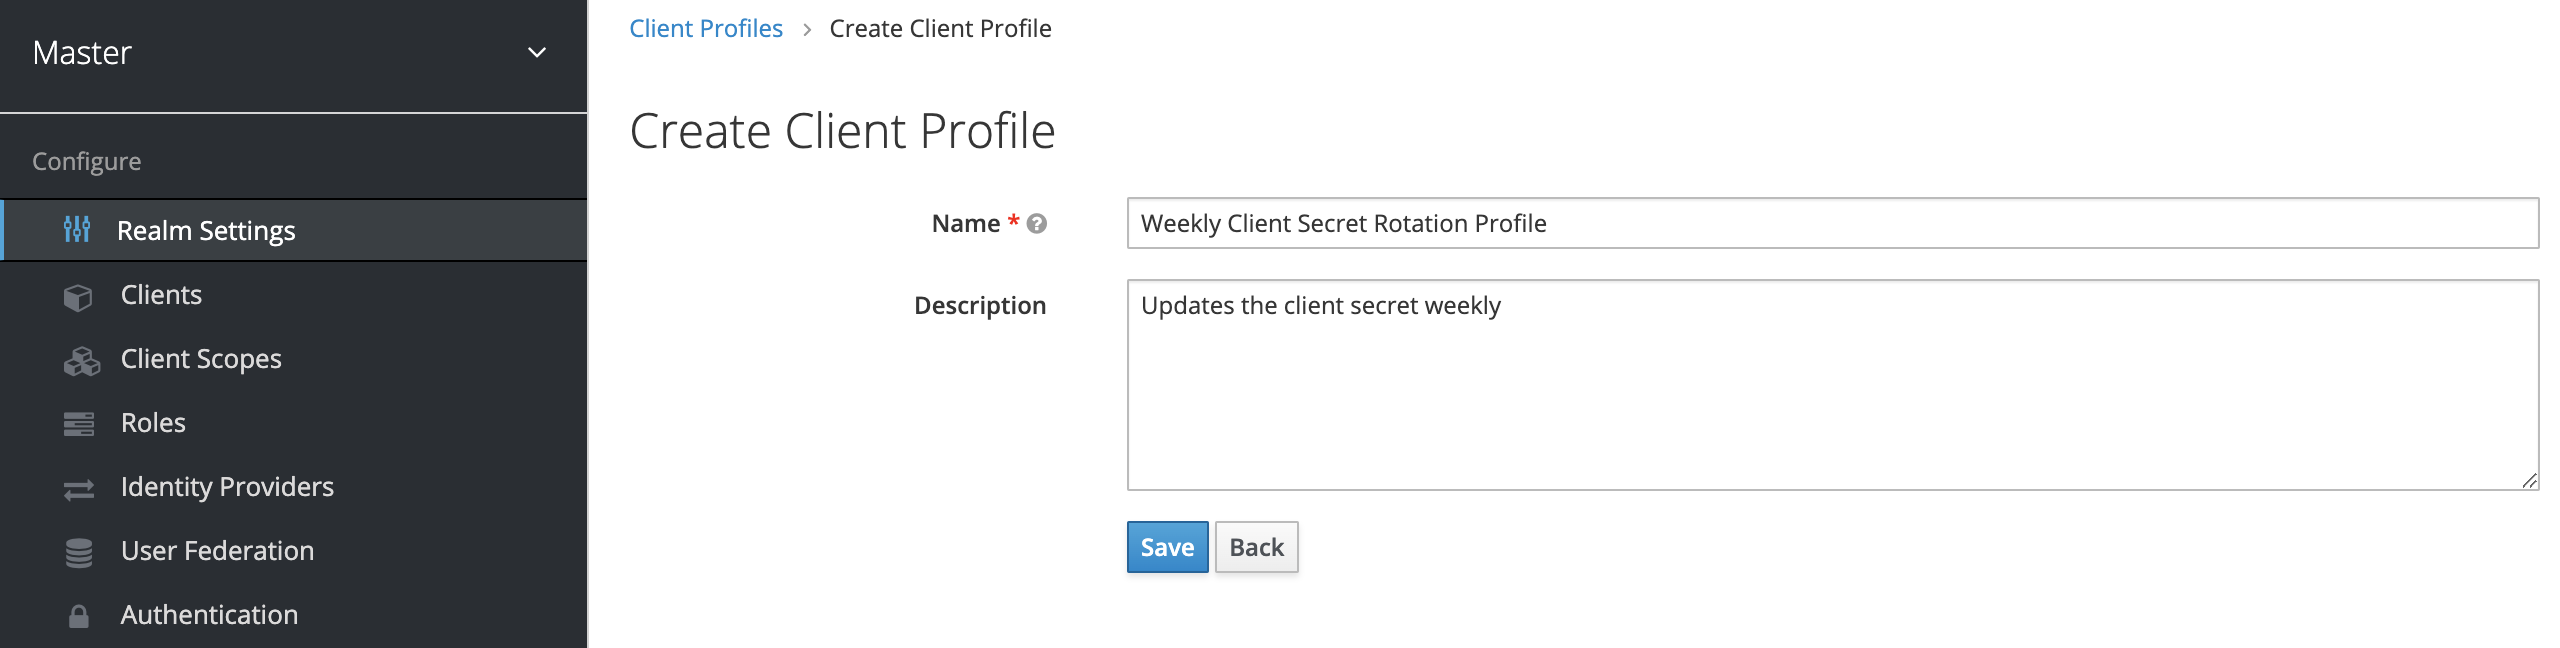 Master
Configure
Realm Settings
Clients
Client Scopes
Roles
Identity Providers
User Federation
Authentication
Client Profiles > Create Client Profile
Create Client Profile
Name * ?
Weekly Client Secret Rotation Profile
Description
Updates the client secret weekly
Save Back